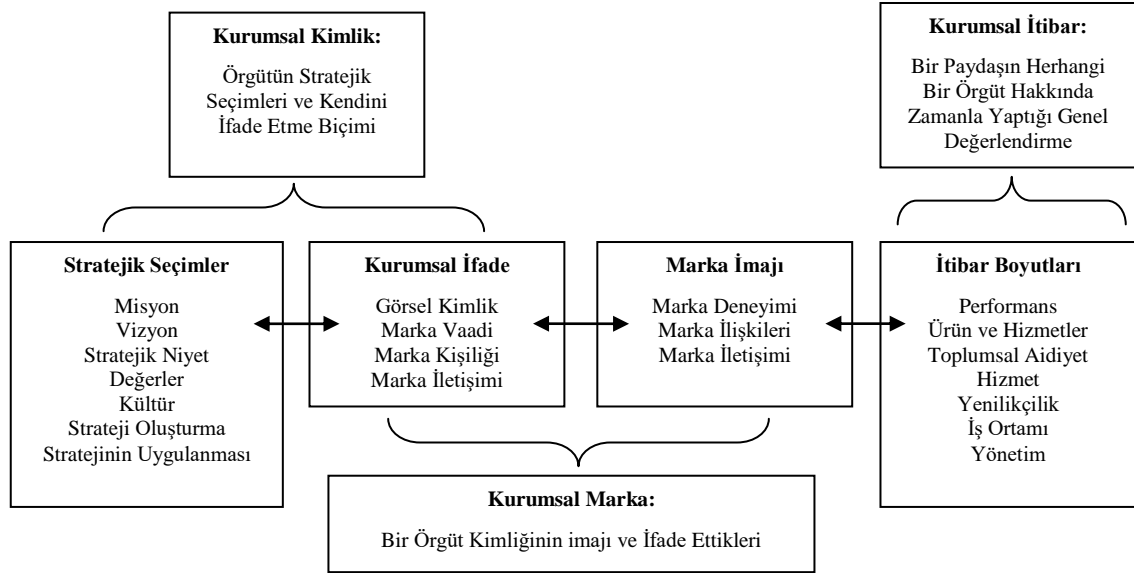 Kurumsal Kimlik:
Örgütün Stratejik
Seçimleri ve Kendini
İfade Etme Biçimi
Kurumsal İtibar:
Bir Paydaşın Herhangi
Bir Örgüt Hakkında
Zamanla Yaptığı Genel
Değerlendirme
Stratejik Seçimler
Misyon
Vizyon
Stratejik Niyet
Değerler
Kültür
Strateji Oluşturma
Stratejinin Uygulanması
Kurumsal İfade
Görsel Kimlik
Marka Vaadi
Marka Kişiliği
Marka İletişimi
Marka İmajı
Marka Deneyimi
Marka İlişkileri
Marka İletişimi
İtibar Boyutları
Performans
Ürün ve Hizmetler
Toplumsal Aidiyet
Hizmet
Yenilikçilik
İş Ortamı
Yönetim
Kurumsal Marka:
Bir Örgüt Kimliğinin imajı ve İfade Ettikleri